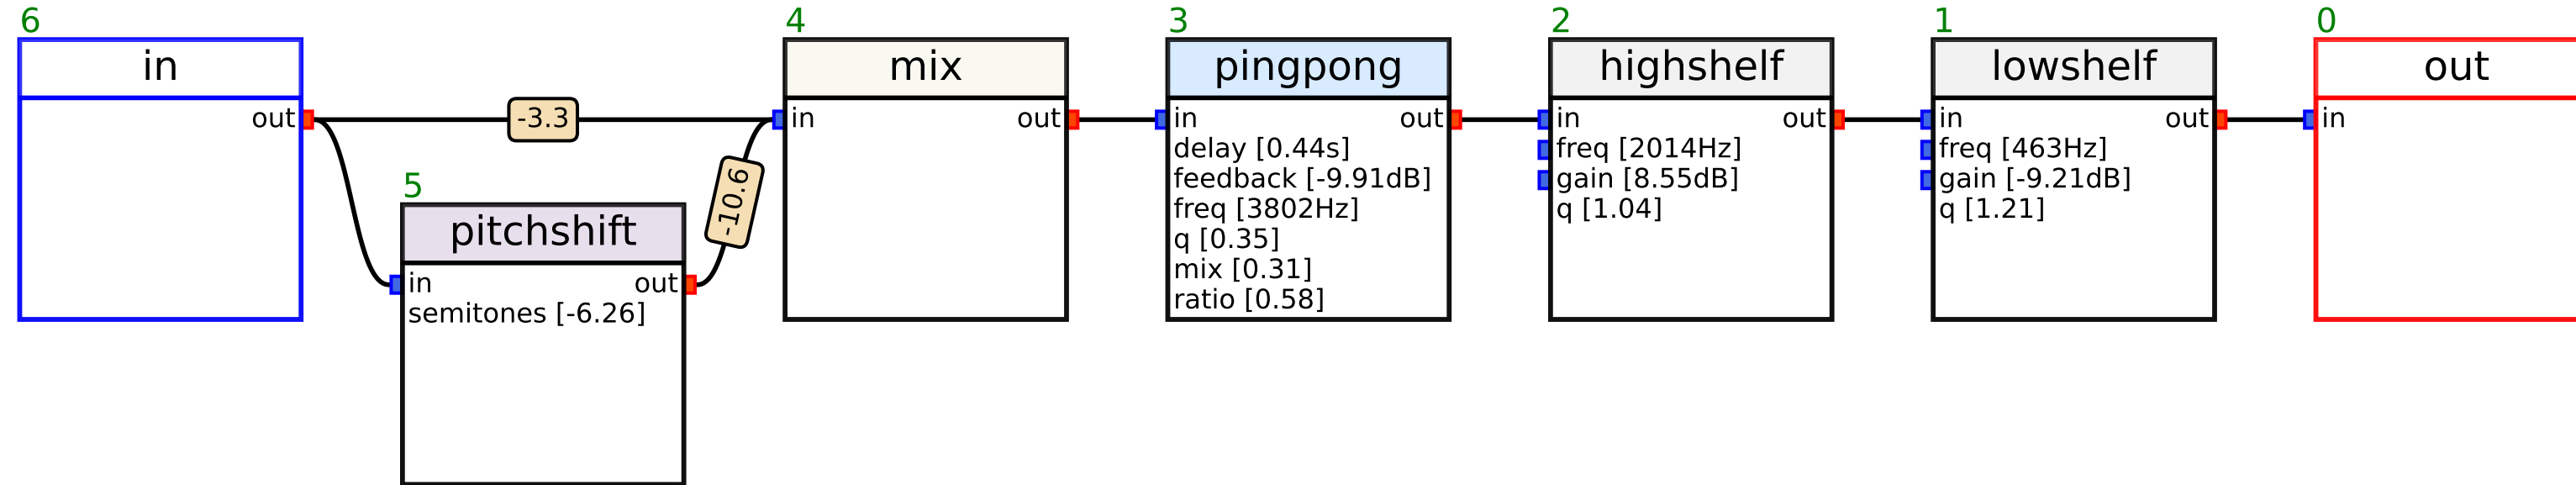 6
in
out
-3.3
5
pitchshift
in
out
semitones [-6.26]
-10.6
4
mix
in
out
3
pingpong
in
out
delay [0.44s]
feedback [-9.91dB]
freq [3802Hz]
q [0.35]
mix [0.31]
ratio [0.58]
2
highshelf
in
out
freq [2014Hz]
gain [8.55dB]
q [1.04]
1
lowshelf
in
out
freq [463Hz]
gain [-9.21dB]
q [1.21]
0
out
in